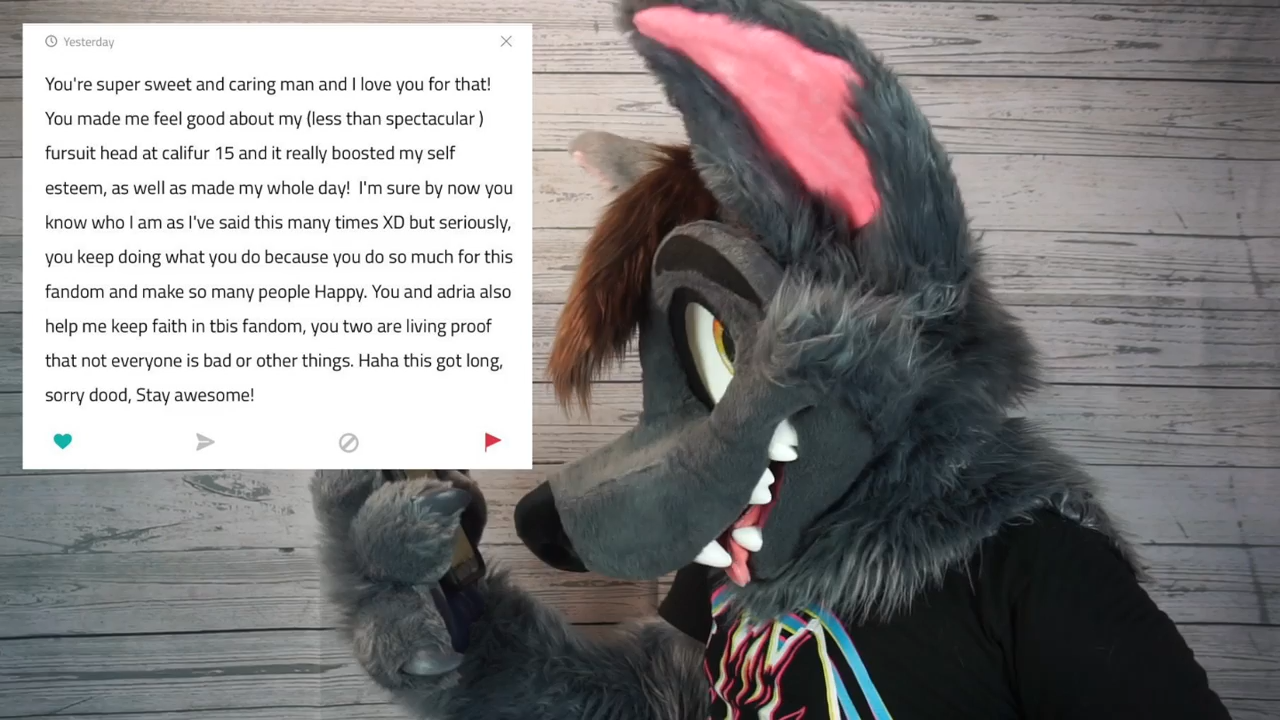 Yesterday
You're super sweet and caring man and I love you for that!
You made me feel good about my (less than spectacular )
fursuit head at califur 15 and it really boosted my self
esteem, as well as made my whole day!  I'm sure by now you
know who I am as I've said this many times XD but seriously,
you keep doing what you do because you do so much for this
fandom and make so many people Happy. You and adria also
help me keep faith in tbis fandom, you two are living proof
that not everyone is bad or other things. Haha this got long,
sorry dood, Stay awesome!